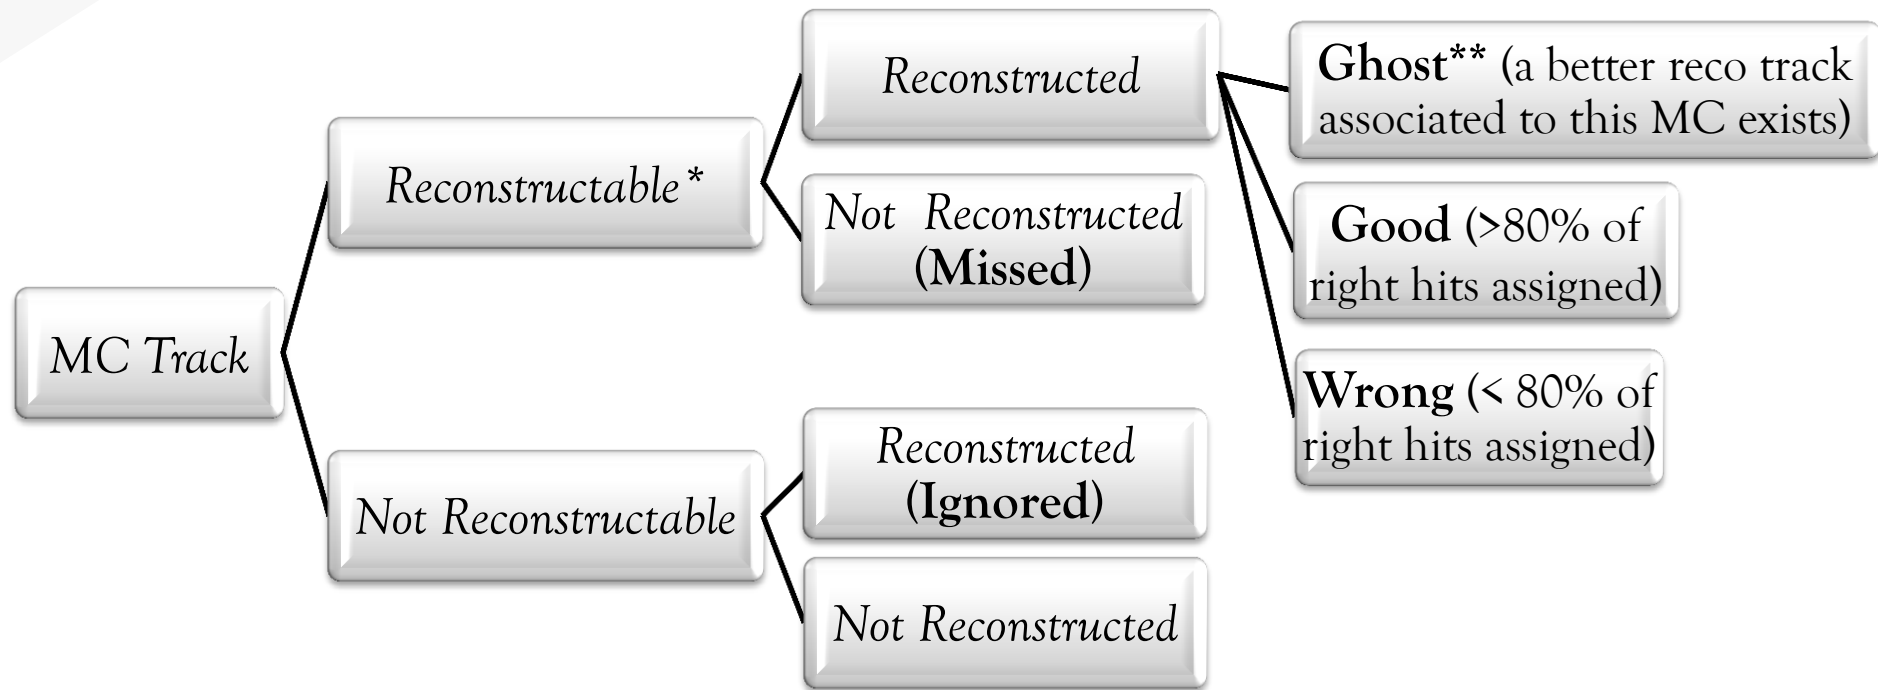 MC Track
Reconstructable*
Not Reconstructable
Reconstructed
Not Reconstructed
(Missed)
Reconstructed
(Ignored)
Not Reconstructed
Ghost** (a better reco track
associated to this MC exists)
Good (>80% of
right hits assigned)
Wrong (< 80% of
right hits assigned)